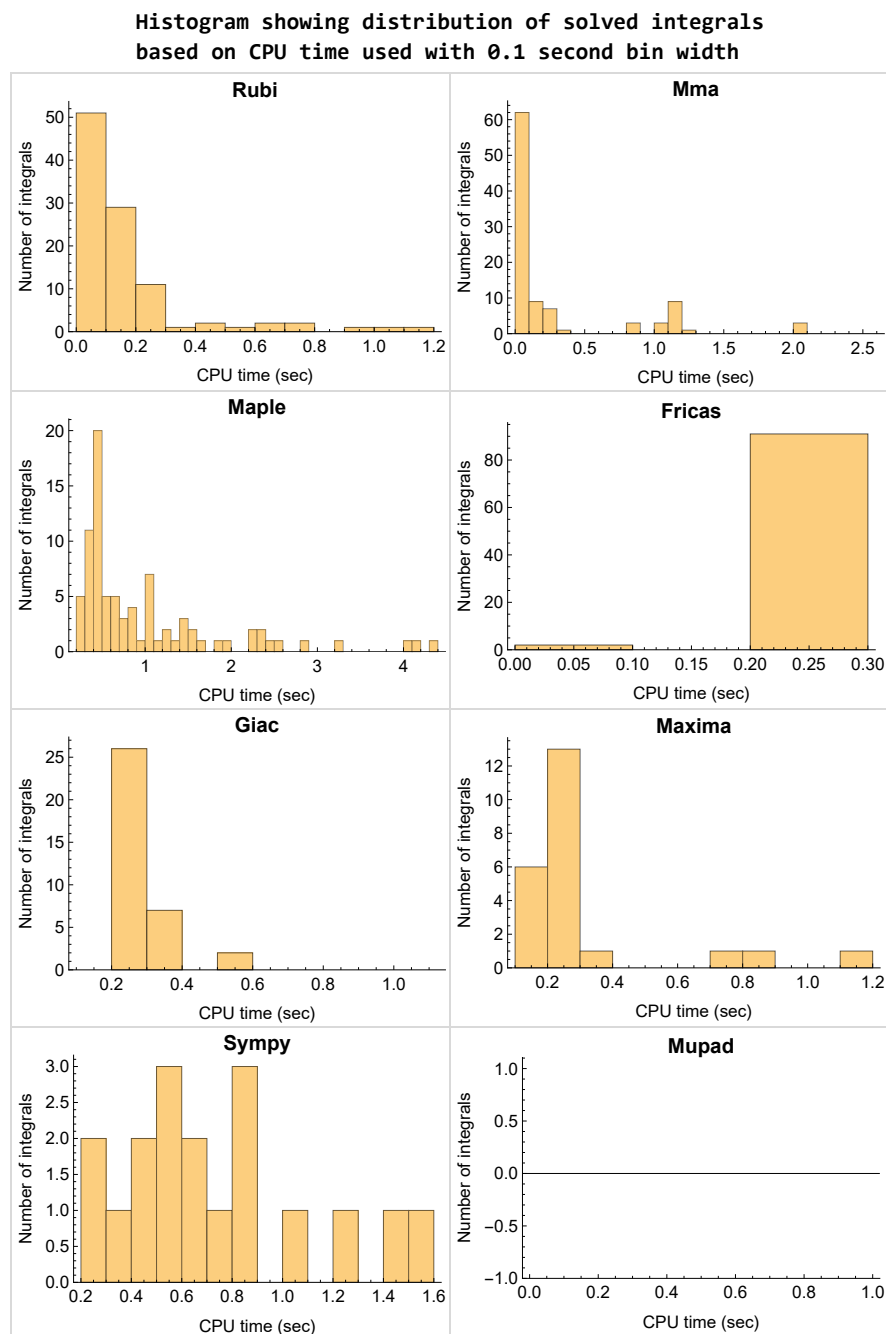 Histogram showing distribution of solved integrals
based on CPU time used with 0.1 second bin width
Rubi
Number of integrals
50
40
30
20
10
0
0.0 0.2 0.4 0.6 0.8 1.0 1.2
CPU time (sec)
Mma
Number of integrals
60
50
40
30
20
10
0
0.0 0.5 1.0 1.5 2.0 2.5
CPU time (sec)
Maple
Number of integrals
20
15
10
5
0
1 2 3 4
CPU time (sec)
Fricas
Number of integrals
80
60
40
20
0
0.00 0.05 0.10 0.15 0.20 0.25 0.30
CPU time (sec)
Giac
Number of integrals
25
20
15
10
5
0
0.2 0.4 0.6 0.8 1.0
CPU time (sec)
Maxima
Number of integrals
12
10
8
6
4
2
0
0.2 0.4 0.6 0.8 1.0 1.2
CPU time (sec)
Sympy
Number of integrals
3.0
2.5
2.0
1.5
1.0
0.5
0.0
0.2 0.4 0.6 0.8 1.0 1.2 1.4 1.6
CPU time (sec)
Mupad
Number of integrals
1.0
0.5
0.0
−0.5
−1.0
0.0 0.2 0.4 0.6 0.8 1.0
CPU time (sec)